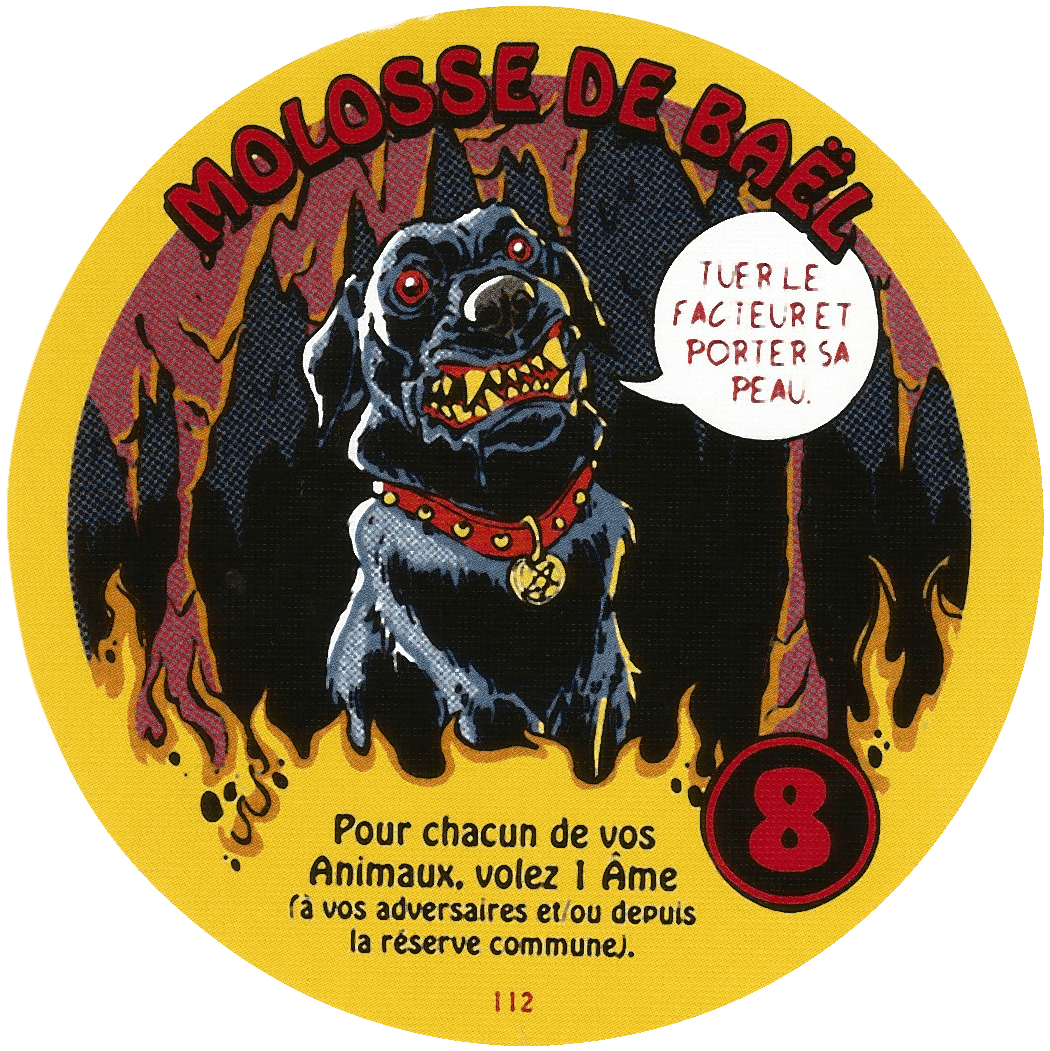 MOLOSSE DE BAËL
TUER LE
FACTEUR ET
PORTER SA
PEAU.
8
Pour chacun de vos
Animaux, volez 1 Âme
(à vos adversaires et/ou depuis
la réserve commune).
112